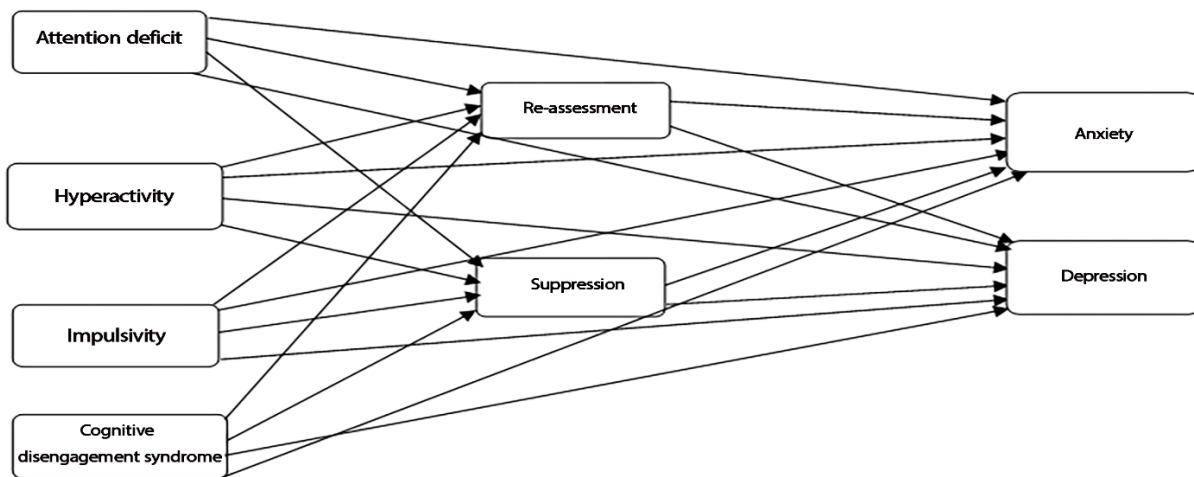 Attention deficit
Re-assessment
Anxiety
Hyperactivity
Suppression
Depression
Impulsivity
Cognitive
disengagement syndrome